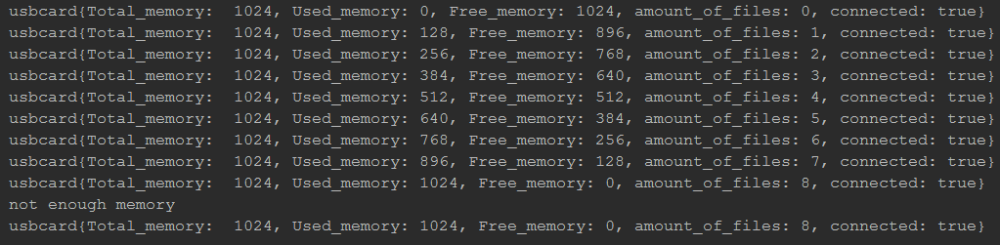 usbcard{Total_memory:  1024, Used_memory: 0, Free_memory: 1024, amount_of_files: 0, connected: true}
usbcard{Total_memory:  1024, Used_memory: 128, Free_memory: 896, amount_of_files: 1, connected: true}
usbcard{Total_memory:  1024, Used_memory: 256, Free_memory: 768, amount_of_files: 2, connected: true}
usbcard{Total_memory:  1024, Used_memory: 384, Free_memory: 640, amount_of_files: 3, connected: true}
usbcard{Total_memory:  1024, Used_memory: 512, Free_memory: 512, amount_of_files: 4, connected: true}
usbcard{Total_memory:  1024, Used_memory: 640, Free_memory: 384, amount_of_files: 5, connected: true}
usbcard{Total_memory:  1024, Used_memory: 768, Free_memory: 256, amount_of_files: 6, connected: true}
usbcard{Total_memory:  1024, Used_memory: 896, Free_memory: 128, amount_of_files: 7, connected: true}
usbcard{Total_memory:  1024, Used_memory: 1024, Free_memory: 0, amount_of_files: 8, connected: true}
not enough memory
usbcard{Total_memory:  1024, Used_memory: 1024, Free_memory: 0, amount_of_files: 8, connected: true}